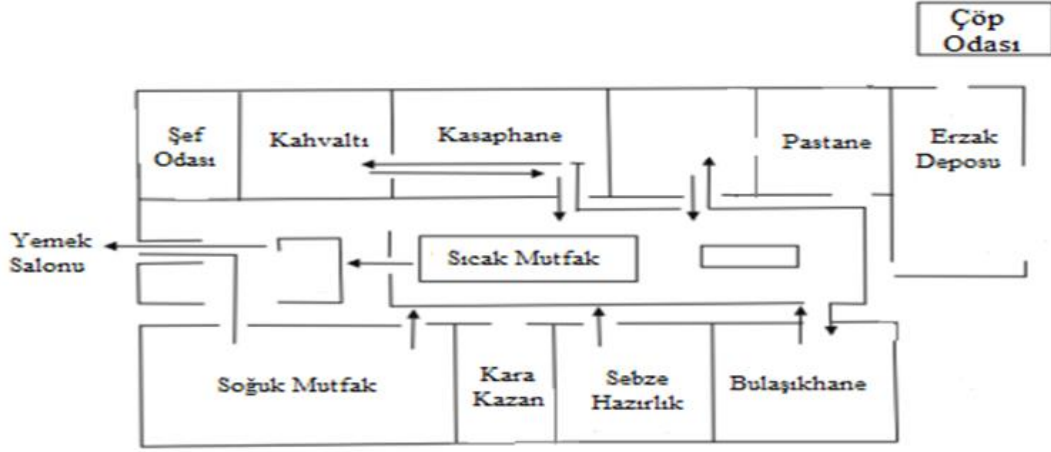 Çöp
Odası
Şef
Odası
Kahvaltı
Kasaphane
Pastane
Erzak
Deposu
Yemek
Salonu
Sıcak Mutfak
Soğuk Mutfak
Kara
Kazan
Sebze
Hazırlık
Bulaşıkhane